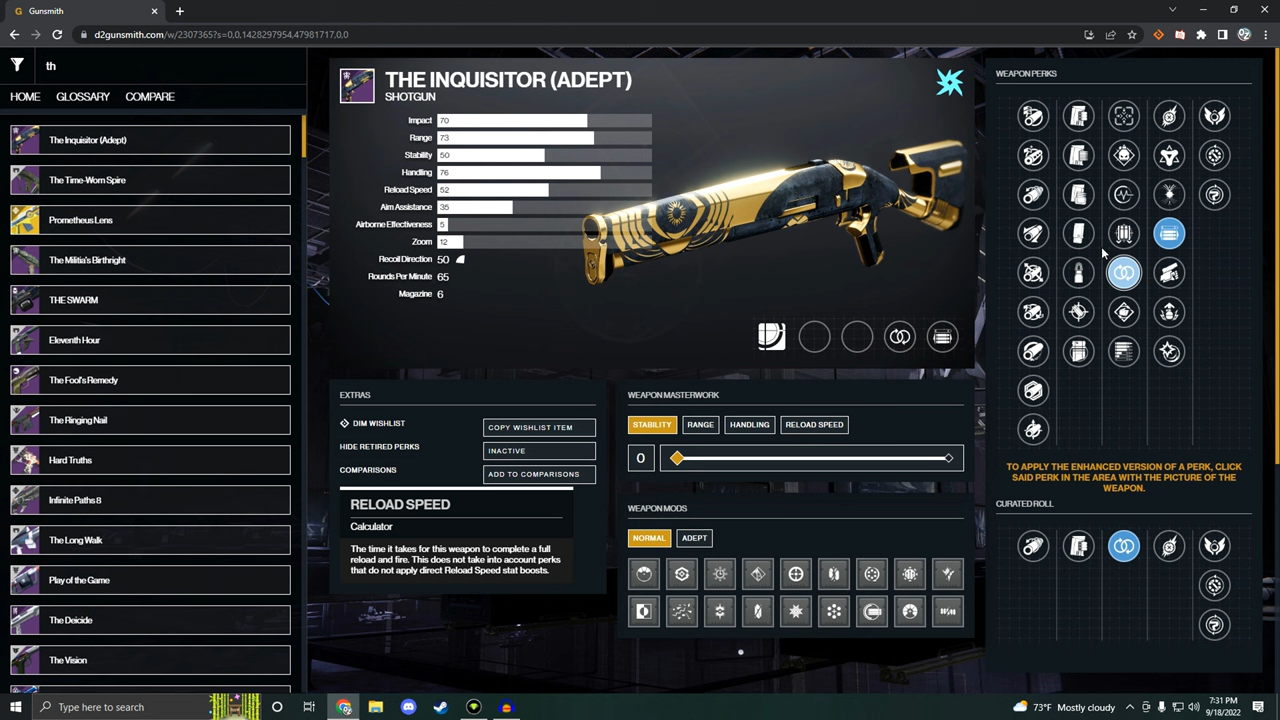 Gunsmith
d2gunsmith.com/w/2307365?s=0,0,1428297954,47981717,0,0
th
HOME GLOSSARY COMPARE
The Inquisitor (Adept)
The Time-Worn Spire
Prometheus Lens
The Militia's Birthright
THE SWARM
Eleventh Hour
The Fool's Remedy
The Ringing Nail
Hard Truths
Infinite Paths 8
The Long Walk
Play of the Game
The Deicide
The Vision
THE INQUISITOR (ADEPT)
SHOTGUN
Impact 70
Range 73
Stability 50
Handling 76
Reload Speed 52
Aim Assistance 35
Airborne Effectiveness 5
Zoom 12
Recoil Direction 50
Rounds Per Minute 65
Magazine 6
EXTRAS
DIM WISHLIST COPY WISHLIST ITEM
HIDE RETIRED PERKS INACTIVE
COMPARISONS ADD TO COMPARISONS
RELOAD SPEED
Calculator
The time it takes for this weapon to complete a full
reload and fire. This does not take into account perks
that do not apply direct Reload Speed stat boosts.
WEAPON MASTERWORK
STABILITY RANGE HANDLING RELOAD SPEED
0
WEAPON MODS
NORMAL ADEPT
WEAPON PERKS
TO APPLY THE ENHANCED VERSION OF A PERK, CLICK
SAID PERK IN THE AREA WITH THE PICTURE OF THE
WEAPON.
CURATED ROLL
Type here to search
73°F Mostly cloudy
7:31 PM
9/18/2022